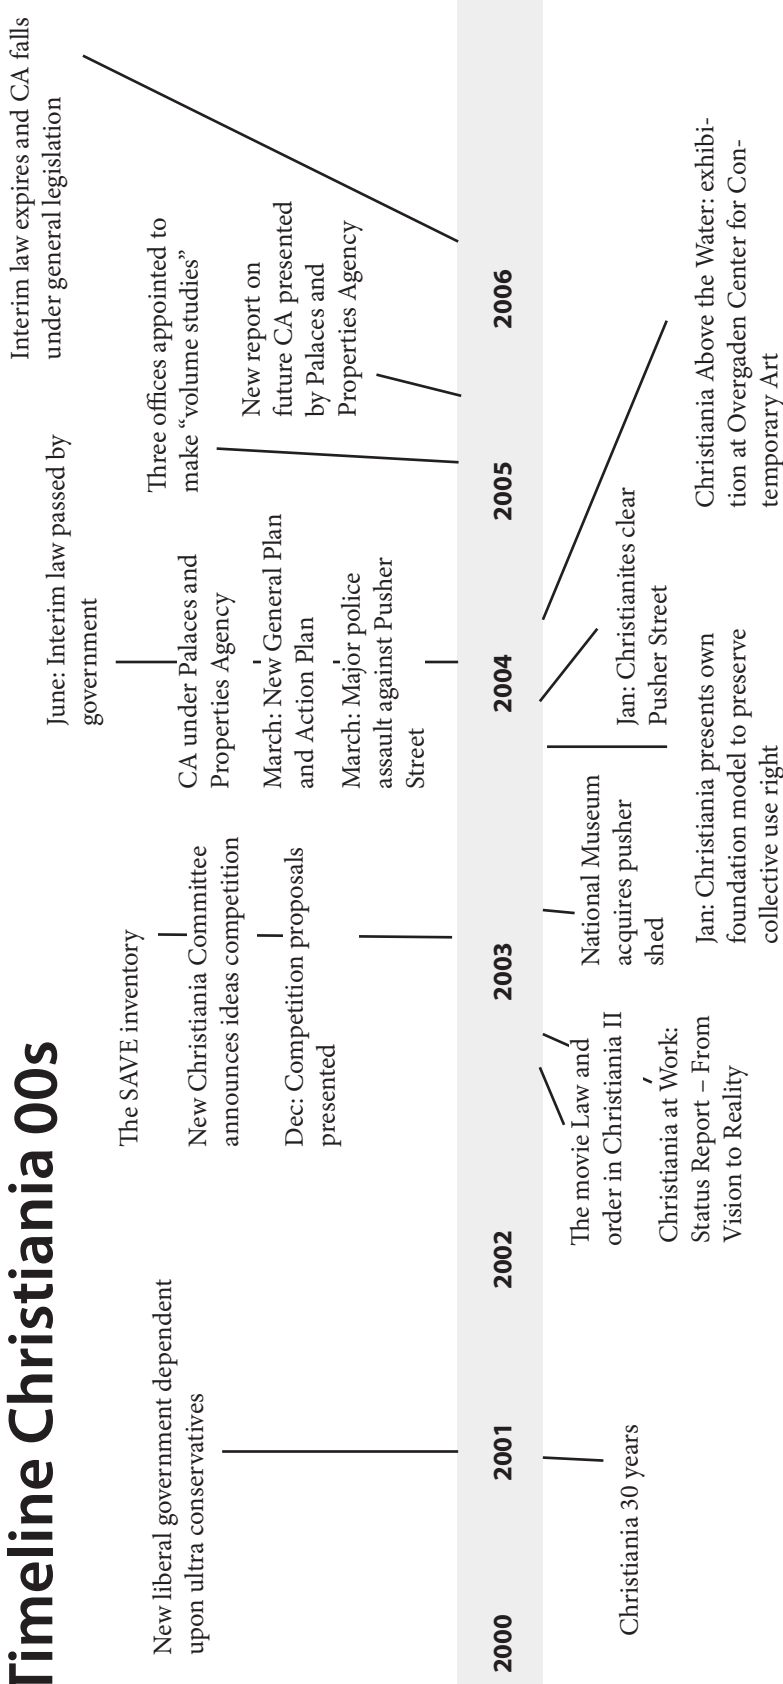 Timeline Christiania 00s
New liberal government dependent
upon ultra conservatives
The SAVE inventory
New Christiania Committee
announces ideas competition
Dec: Competition proposals
presented
June: Interim law passed by
government
CA under Palaces and
Properties Agency
March: New General Plan
and Action Plan
March: Major police
assault against Pusher
Street
Three offices appointed to
make “volume studies”
New report on
future CA presented
by Palaces and
Properties Agency
Interim law expires and CA falls
under general legislation
2000
2001
2002
2003
2004
2005
2006
Christiania 30 years
The movie Law and
order in Christiania II
Christiania at Work:
Status Report – From
Vision to Reality
National Museum
acquires pusher
shed
Jan: Christiania presents own
foundation model to preserve
collective use right
Jan: Christianites clear
Pusher Street
Christiania Above the Water: exhibi-
tion at Overgaden Center for Con-
temporary Art